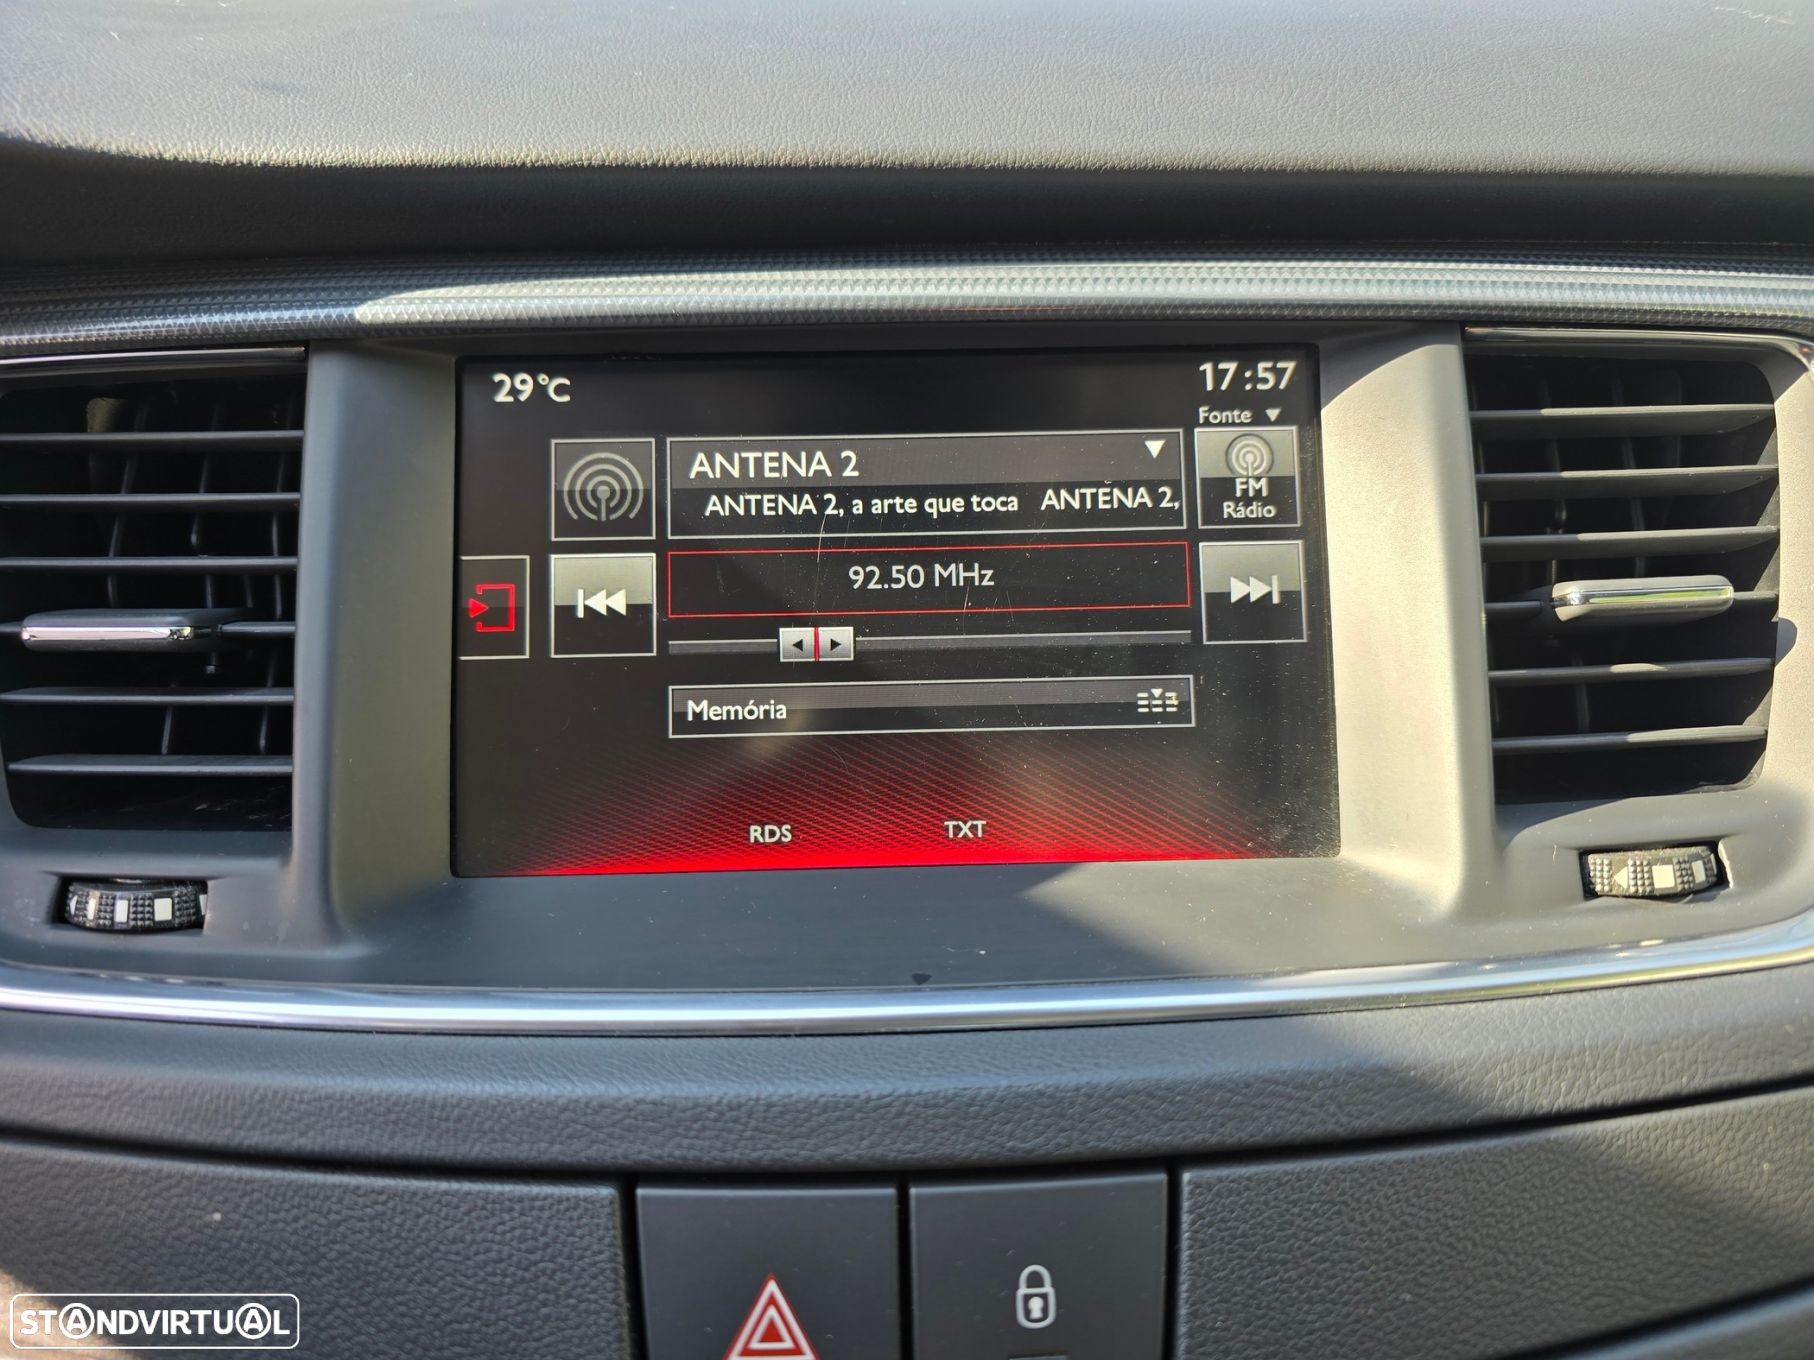 29°C
17:57
Fonte
ANTENA 2
ANTENA 2, a arte que toca ANTENA 2,
FM
Rádio
92.50 MHz
Memória
RDS
TXT
STANDVIRTUAL